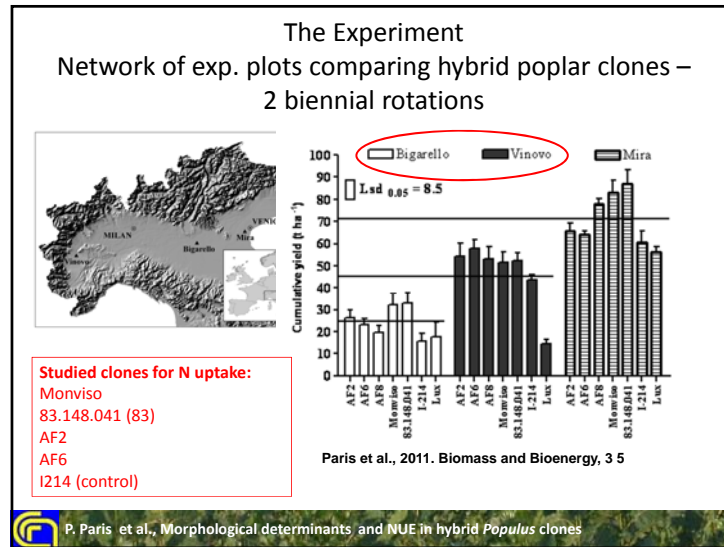 The Experiment
Network of exp. plots comparing hybrid poplar clones –
2 biennial rotations
MILAN
VENIC
Mira
Bigarello
Vinovo
Bigarello
Vinovo
Mira
Lsd 0.05 = 8.5
Cumulative yield (t ha⁻¹)
100
90
80
70
60
50
40
30
20
10
0
AF2
AF6
AF8
Monviso
83.148.041
I-214
Lux
AF2
AF6
AF8
Monviso
83.148.041
I-214
Lux
AF2
AF6
AF8
Monviso
83.148.041
I-214
Lux
Studied clones for N uptake:
Monviso
83.148.041 (83)
AF2
AF6
I214 (control)
Paris et al., 2011. Biomass and Bioenergy, 3 5
P. Paris et al., Morphological determinants and NUE in hybrid Populus clones